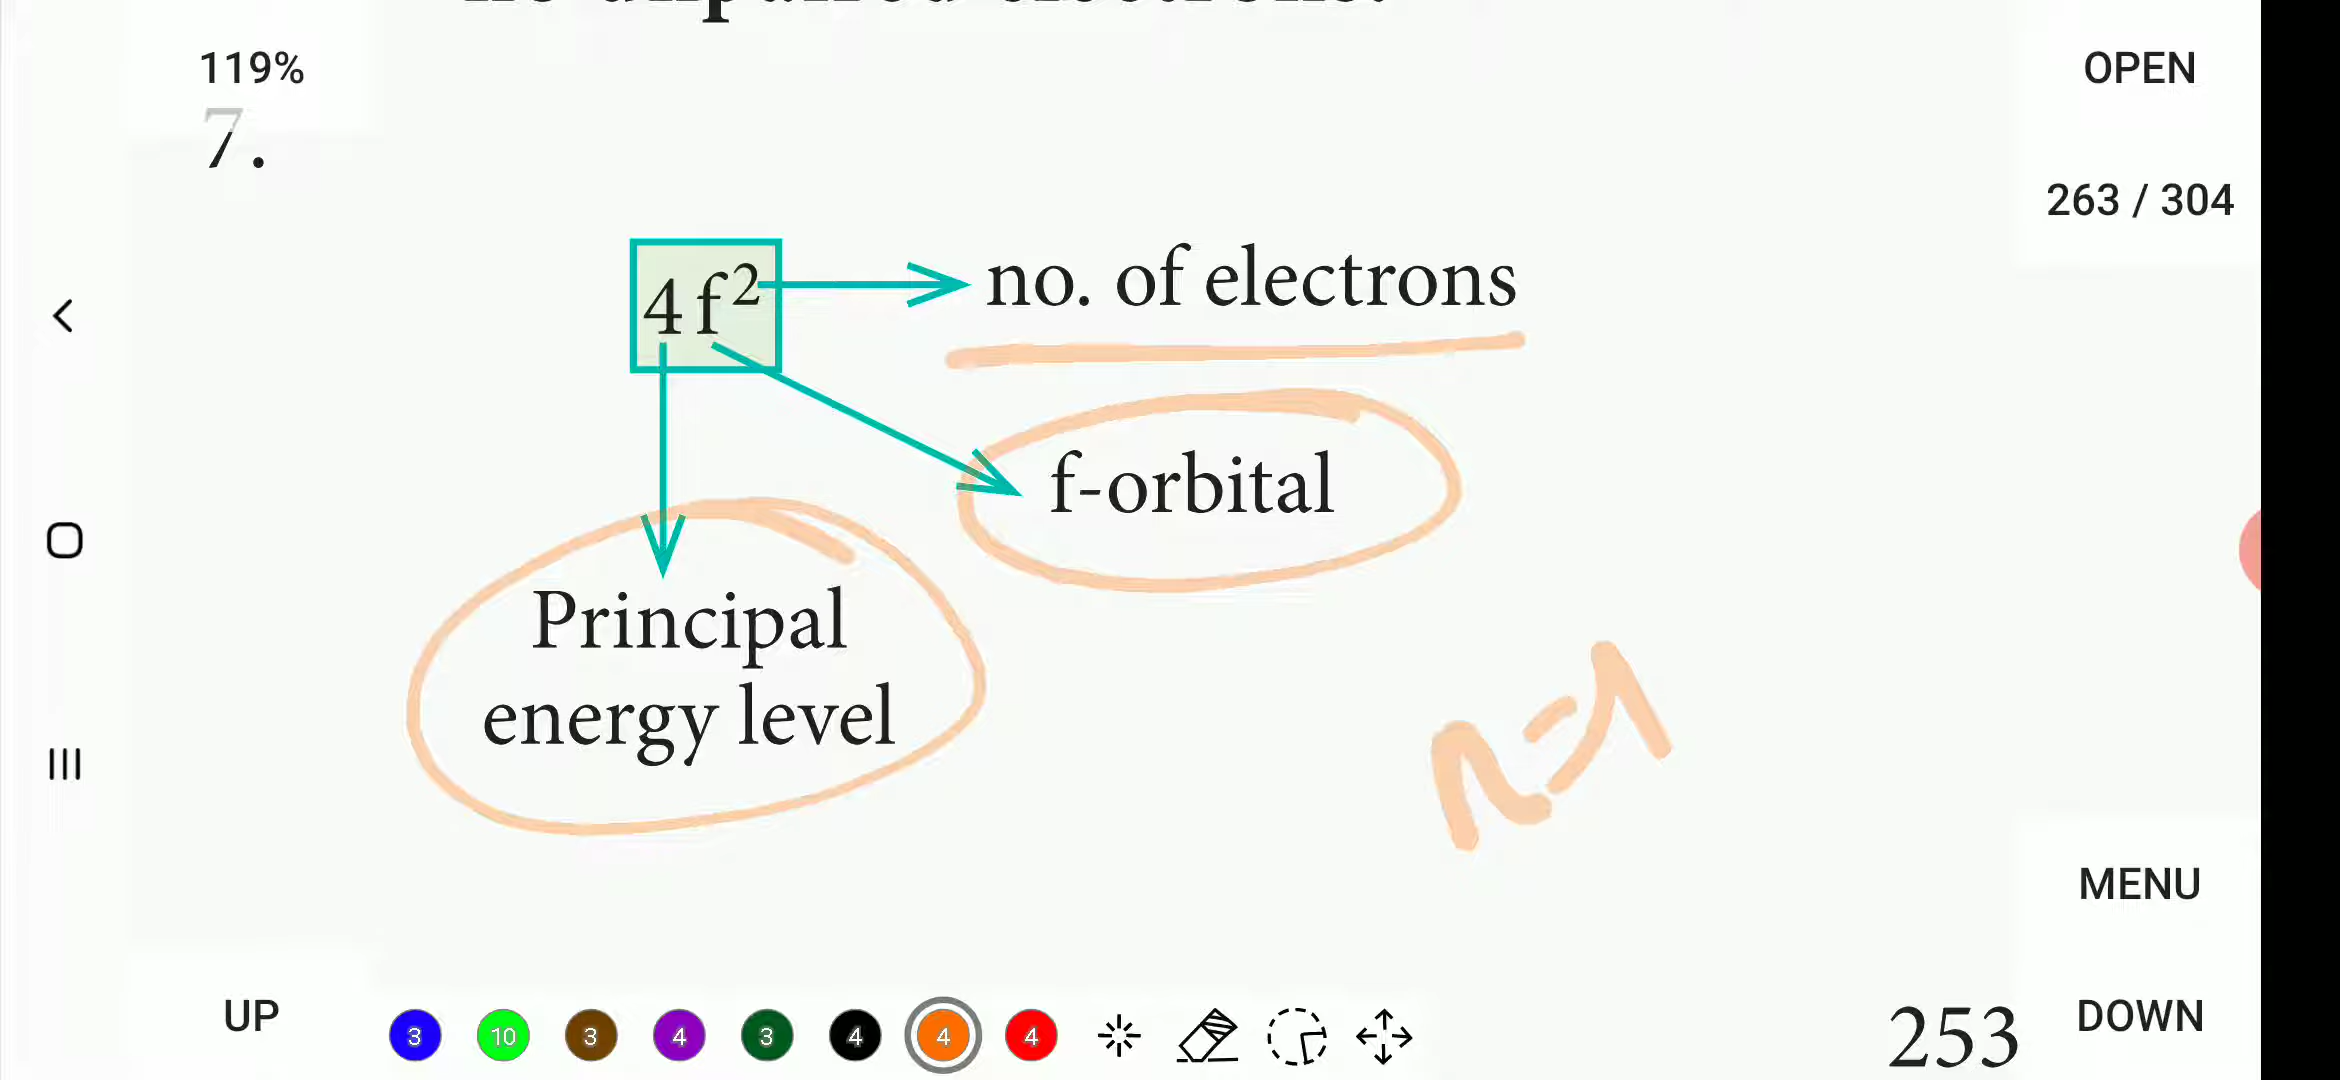 119%
OPEN
7.
263 / 304
4f² no. of electrons
f-orbital
Principal
energy level
n=1
MENU
UP
3 10 3 4 3 4 4 4
253
DOWN